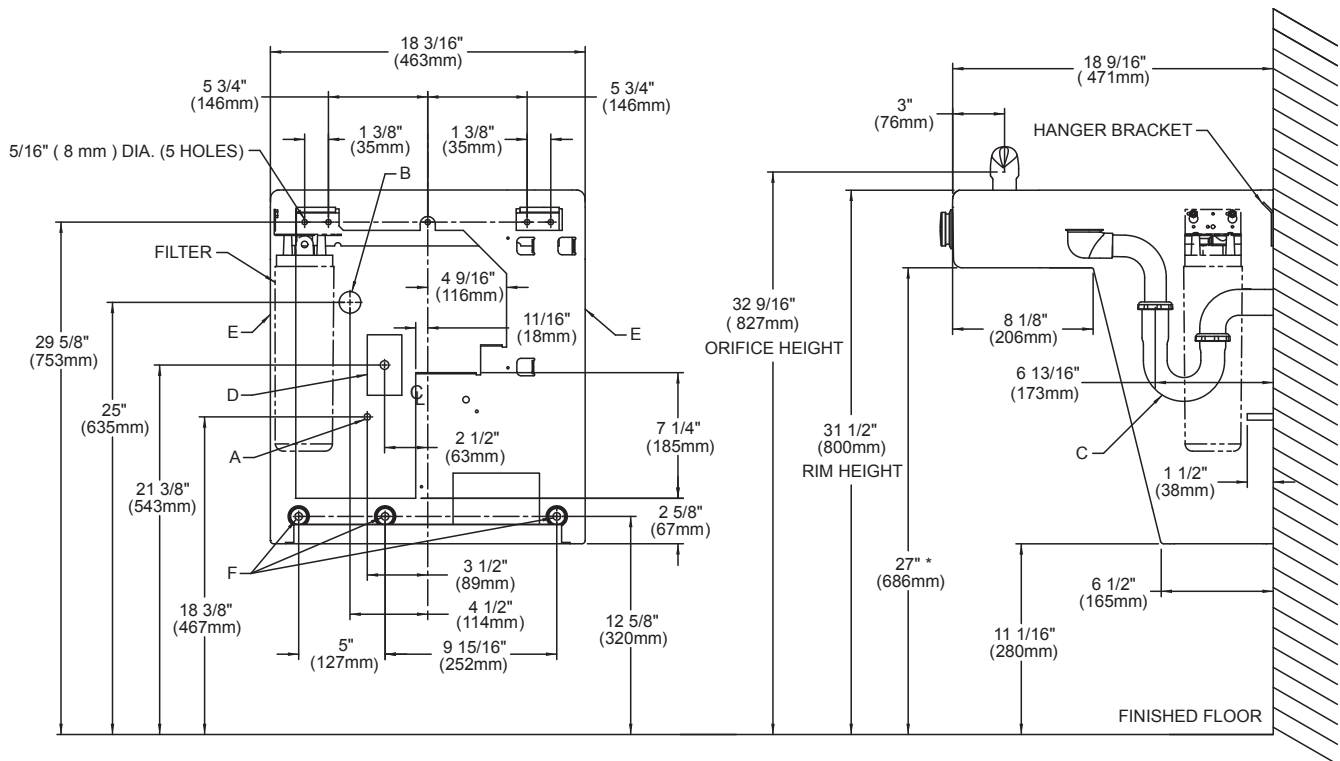 18 3/16"
(463mm)
5 3/4"
(146mm)
5 3/4"
(146mm)
1 3/8"
(35mm)
1 3/8"
(35mm)
5/16" ( 8 mm ) DIA. (5 HOLES)
B
FILTER
4 9/16"
(116mm)
E
11/16"
(18mm)
E
29 5/8"
(753mm)
D
CL
25"
(635mm)
A
2 1/2"
(63mm)
7 1/4"
(185mm)
21 3/8"
(543mm)
2 5/8"
(67mm)
F
3 1/2"
(89mm)
18 3/8"
(467mm)
4 1/2"
(114mm)
12 5/8"
(320mm)
5"
(127mm)
9 15/16"
(252mm)
18 9/16"
( 471mm)
3"
(76mm)
HANGER BRACKET
32 9/16"
( 827mm)
ORIFICE HEIGHT
8 1/8"
(206mm)
6 13/16"
(173mm)
31 1/2"
(800mm)
RIM HEIGHT
C
1 1/2"
(38mm)
27" *
(686mm)
6 1/2"
(165mm)
11 1/16"
(280mm)
FINISHED FLOOR